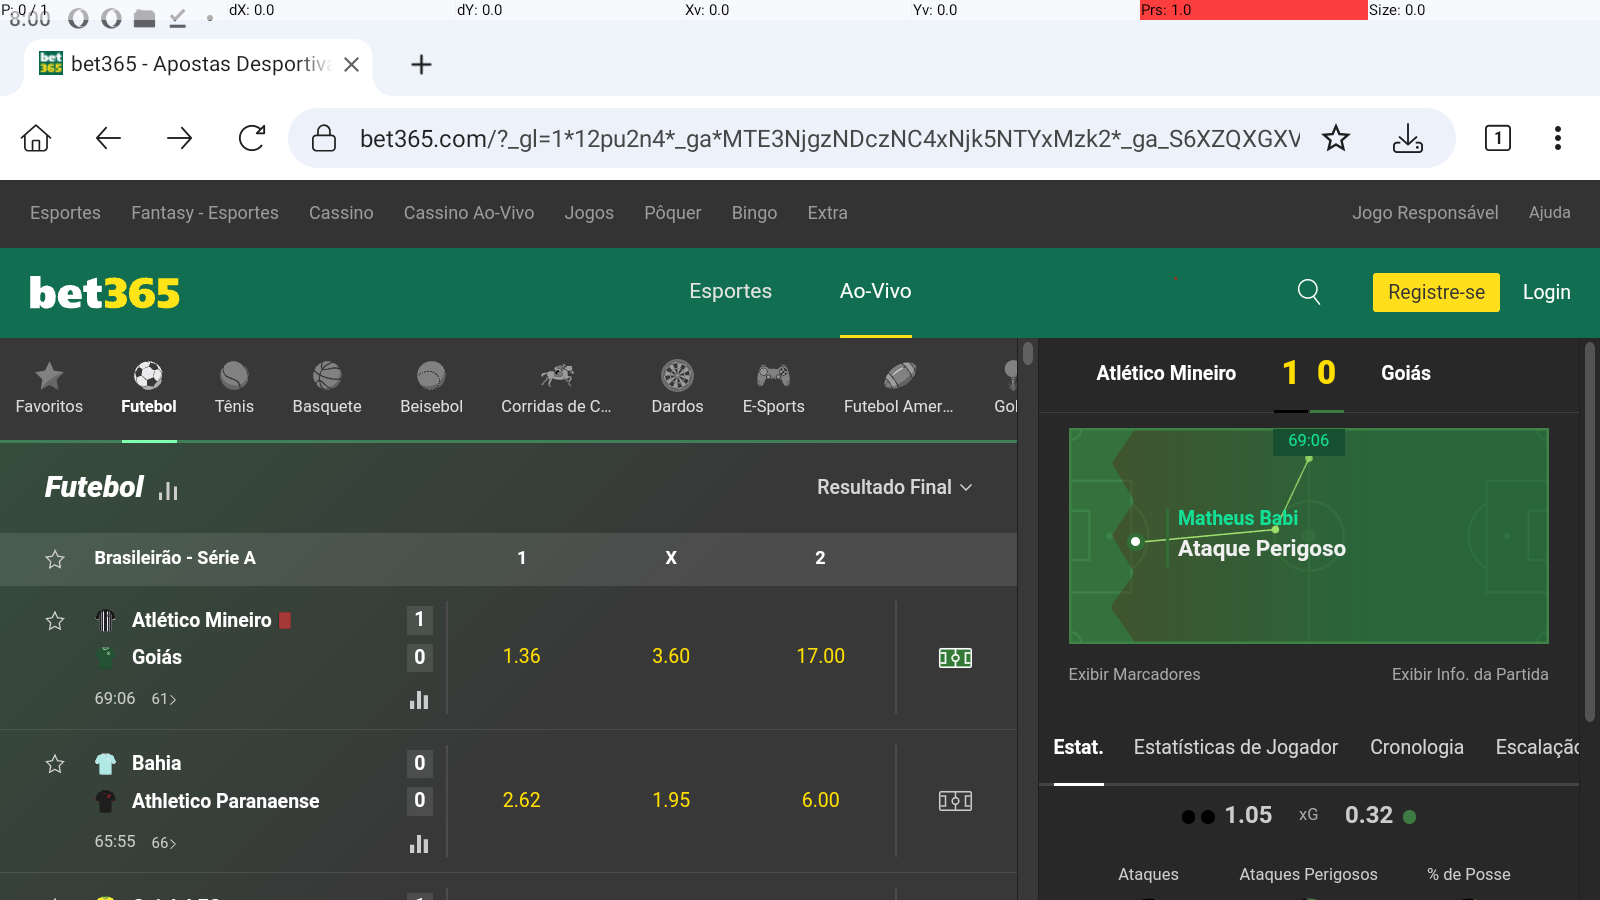 P: 0 / 1 dX: 0.0 dY: 0.0 Xv: 0.0 Yv: 0.0 Prs: 1.0 Size: 0.0
8:00
bet365 - Apostas Desportiva
bet365.com/?_gl=1*12pu2n4*_ga*MTE3NjgzNDczNC4xNjk5NTYxMzk2*_ga_S6XZQXGXV
1
Esportes Fantasy - Esportes Cassino Cassino Ao-Vivo Jogos Pôquer Bingo Extra Jogo Responsável Ajuda
bet365 Esportes Ao-Vivo Registre-se Login
Favoritos Futebol Tênis Basquete Beisebol Corridas de C... Dardos E-Sports Futebol Amer... Gol
Futebol Resultado Final
Brasileirão - Série A 1 X 2
Atlético Mineiro 1
Goiás 0
1.36 3.60 17.00
69:06 61>
Bahia 0
Athletico Paranaense 0
2.62 1.95 6.00
65:55 66>
Atlético Mineiro 1 0 Goiás
69:06
Matheus Babi
Ataque Perigoso
Exibir Marcadores Exibir Info. da Partida
Estat. Estatísticas de Jogador Cronologia Escalação
1.05 xG 0.32
Ataques Ataques Perigosos % de Posse